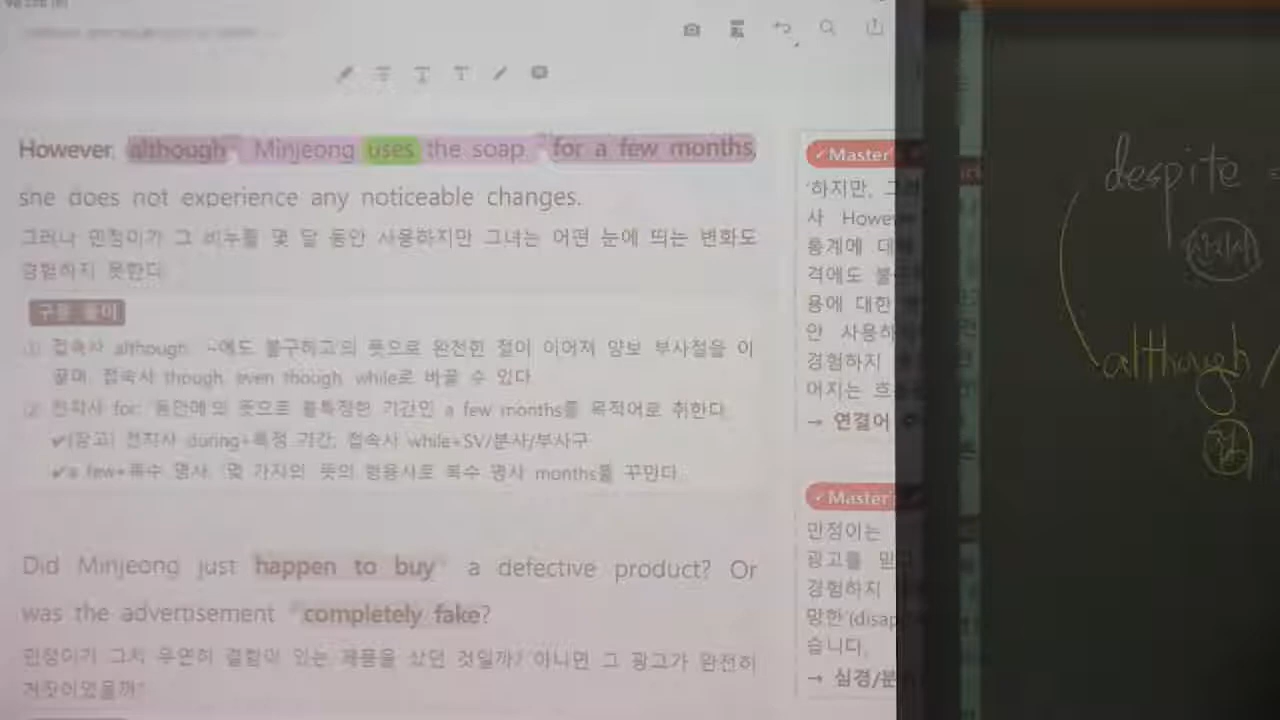 However, although Minjeong uses the soap for a few months,
she does not experience any noticeable changes.
그러나 민정이가 그 비누를 몇 달 동안 사용하지만 그녀는 어떤 눈에 띄는 변화도
경험하지 못한다.
구문 풀이
① 접속사 although: ~에도 불구하고'의 뜻으로 완전한 절이 이어져 양보 부사절을 이
끌며, 접속사 though, even though, while로 바꿀 수 있다.
② 전치사 for: '동안에'의 뜻으로 불특정한 기간인 a few months를 목적어로 취한다.
✔(참고) 전치사 during+특정 기간, 접속사 while+SV/분사/부사구
✔a few+복수 명사: '몇 가지'의 뜻의 형용사로 복수 명사 months를 꾸민다.
Did Minjeong just happen to buy a defective product? Or
was the advertisement completely fake?
민정이가 그저 우연히 결함이 있는 제품을 샀던 것일까? 아니면 그 광고가 완전히
거짓이었을까?
✓Master'
'하지만, 그
사 Howe
통계에 대
격에도 불
용에 대한
안 사용하
경험하지
어지는 흐
→ 연결어
✓Master'
민정이는
광고를 믿고
경험하지
망한(disap
습니다.
→ 심경/분
despite
전치사
although
절